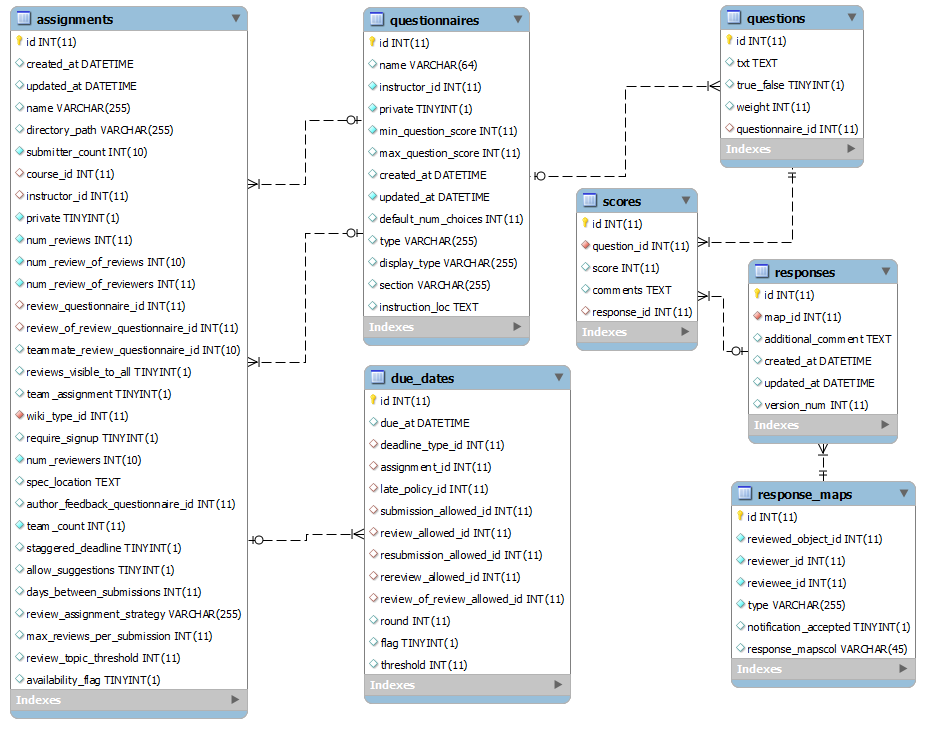 assignments
id INT(11)
created_at DATETIME
updated_at DATETIME
name VARCHAR(255)
directory_path VARCHAR(255)
submitter_count INT(10)
course_id INT(11)
instructor_id INT(11)
private TINYINT(1)
num_reviews INT(11)
num_review_of_reviews INT(10)
num_review_of_reviewers INT(11)
review_questionnaire_id INT(11)
review_of_review_questionnaire_id INT(11)
teammate_review_questionnaire_id INT(10)
reviews_visible_to_all TINYINT(1)
team_assignment TINYINT(1)
wiki_type_id INT(11)
require_signup TINYINT(1)
num_reviewers INT(10)
spec_location TEXT
author_feedback_questionnaire_id INT(11)
team_count INT(11)
staggered_deadline TINYINT(1)
allow_suggestions TINYINT(1)
days_between_submissions INT(11)
review_assignment_strategy VARCHAR(255)
max_reviews_per_submission INT(11)
review_topic_threshold INT(11)
availability_flag TINYINT(1)
Indexes
questionnaires
id INT(11)
name VARCHAR(64)
instructor_id INT(11)
private TINYINT(1)
min_question_score INT(11)
max_question_score INT(11)
created_at DATETIME
updated_at DATETIME
default_num_choices INT(11)
type VARCHAR(255)
display_type VARCHAR(255)
section VARCHAR(255)
instruction_loc TEXT
Indexes
due_dates
id INT(11)
due_at DATETIME
deadline_type_id INT(11)
assignment_id INT(11)
late_policy_id INT(11)
submission_allowed_id INT(11)
review_allowed_id INT(11)
resubmission_allowed_id INT(11)
rereview_allowed_id INT(11)
review_of_review_allowed_id INT(11)
round INT(11)
flag TINYINT(1)
threshold INT(11)
Indexes
questions
id INT(11)
txt TEXT
true_false TINYINT(1)
weight INT(11)
questionnaire_id INT(11)
Indexes
scores
id INT(11)
question_id INT(11)
score INT(11)
comments TEXT
response_id INT(11)
Indexes
responses
id INT(11)
map_id INT(11)
additional_comment TEXT
created_at DATETIME
updated_at DATETIME
version_num INT(11)
Indexes
response_maps
id INT(11)
reviewed_object_id INT(11)
reviewer_id INT(11)
reviewee_id INT(11)
type VARCHAR(255)
notification_accepted TINYINT(1)
response_mapscol VARCHAR(45)
Indexes